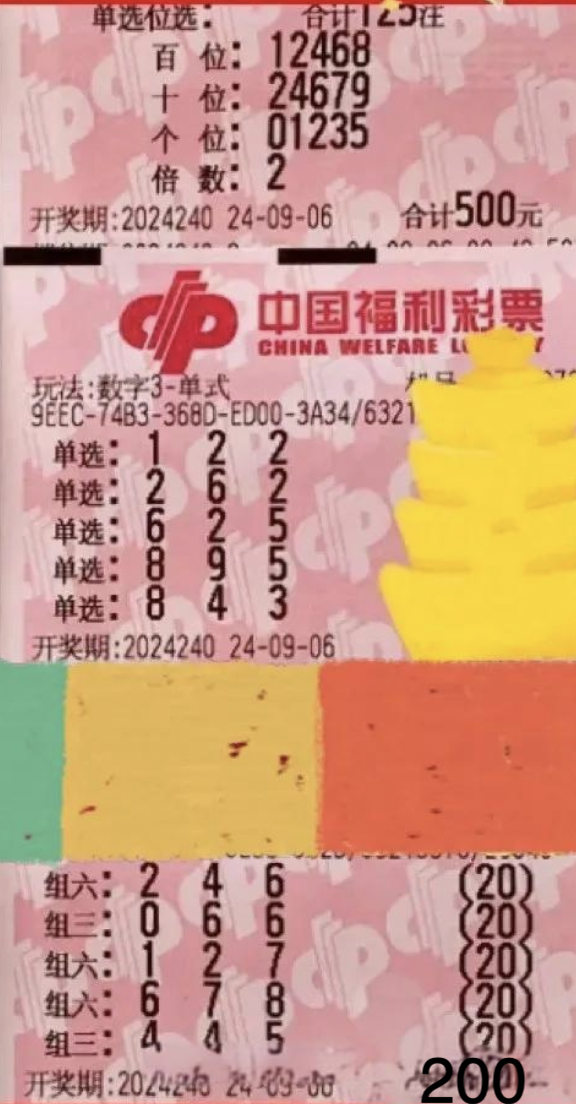 单选位选: 合计125注
百 位: 12468
十 位: 24679
个 位: 01235
倍 数: 2
开奖期:2024240 24-09-06 合计500元
中国福利彩票
CHINA WELFARE
玩法:数字3-单式 机号
9EEC-74B3-368D-ED00-3A34/6321
单选: 1 2 2
单选: 2 6 2
单选: 6 2 5
单选: 8 9 5
单选: 8 4 3
开奖期:2024240 24-09-06
组六: 2 4 6 (20)
组三: 0 6 6 (20)
组六: 1 2 7 (20)
组六: 6 7 8 (20)
组三: 4 4 5 (20)
开奖期:2024240 24-09-06
200